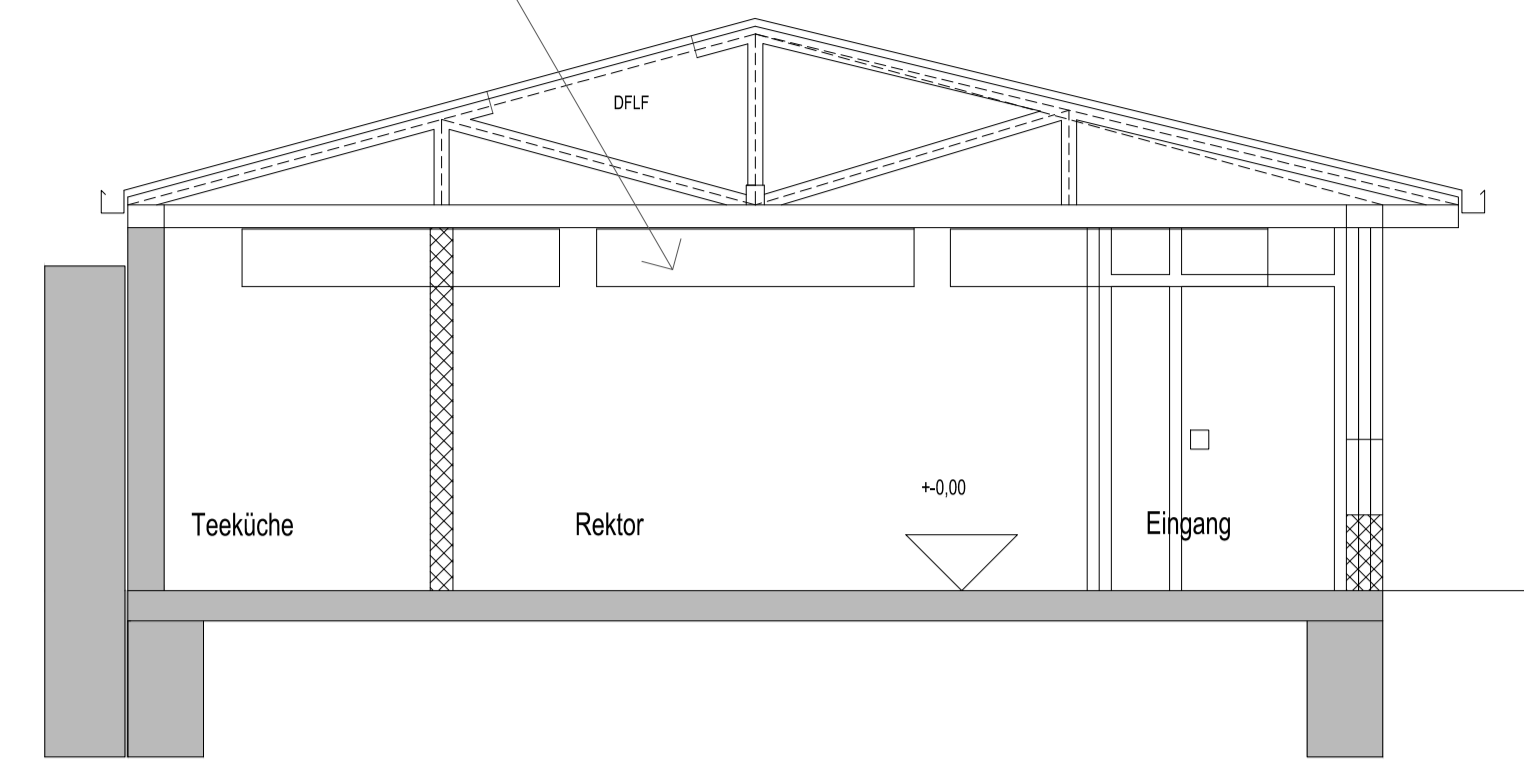 DFLF
+-0,00
Teeküche
Rektor
Eingang